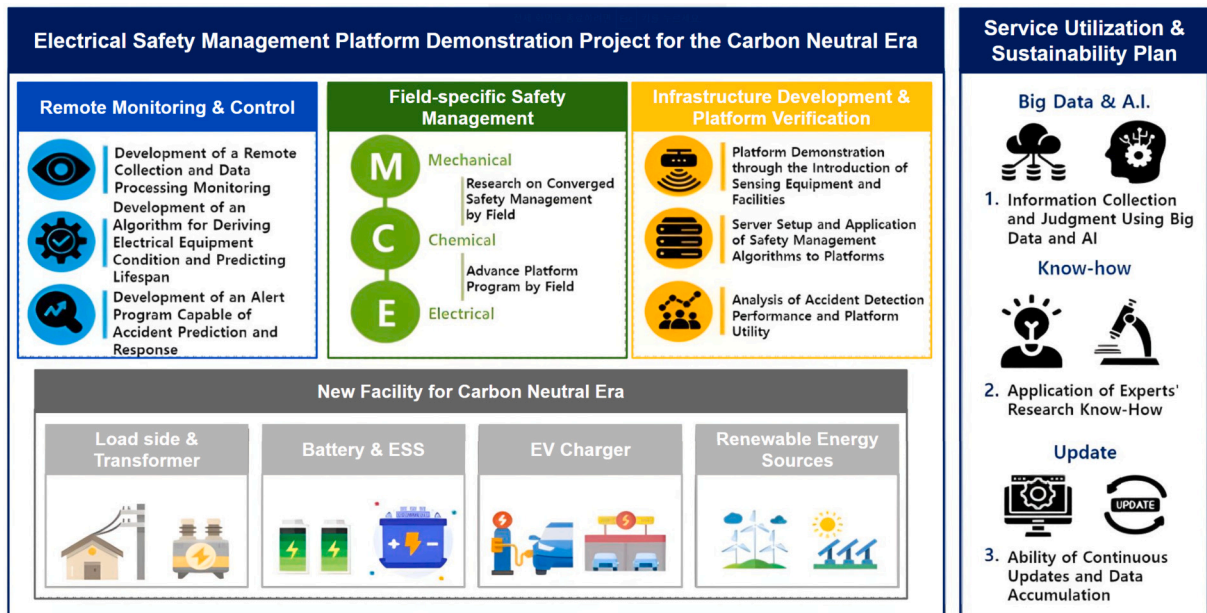 Electrical Safety Management Platform Demonstration Project for the Carbon Neutral Era
Remote Monitoring & Control
Development of a Remote
Collection and Data
Processing Monitoring
Development of an
Algorithm for Deriving
Electrical Equipment
Condition and Predicting
Lifespan
Development of an Alert
Program Capable of
Accident Prediction and
Response
Field-specific Safety
Management
M
Mechanical
Research on Converged
Safety Management
by Field
C
Chemical
Advance Platform
Program by Field
E
Electrical
Infrastructure Development &
Platform Verification
Platform Demonstration
through the Introduction of
Sensing Equipment and
Facilities
Server Setup and Application
of Safety Management
Algorithms to Platforms
Analysis of Accident Detection
Performance and Platform
Utility
New Facility for Carbon Neutral Era
Load side &
Transformer
Battery & ESS
EV Charger
Renewable Energy
Sources
Service Utilization &
Sustainability Plan
Big Data & A.I.
1. Information Collection
and Judgment Using Big
Data and AI
Know-how
2. Application of Experts'
Research Know-How
Update
UPDATE
3. Ability of Continuous
Updates and Data
Accumulation